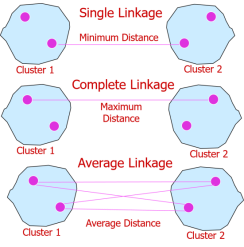 Single Linkage
Minimum Distance
Cluster 1
Cluster 2
Complete Linkage
Maximum
Distance
Cluster 1
Cluster 2
Average Linkage
Cluster 1
Average Distance
Cluster 2